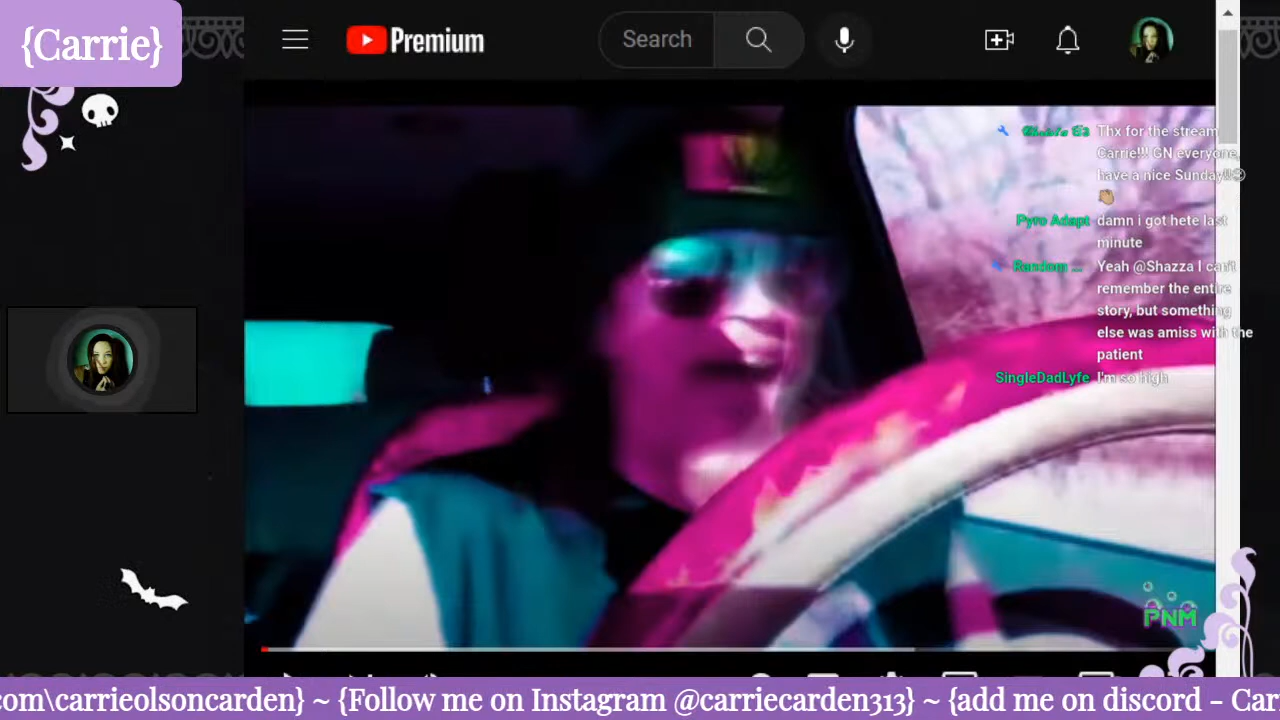 {Carrie}
Premium
Search
Thx for the stream
Carrie!!! GN everyone,
have a nice Sunday!!
Pyro Adapt damn i got hete last
minute
Random ... Yeah @Shazza I can't
remember the entire
story, but something
else was amiss with the
patient
SingleDadLyfe I'm so high
PNM
com\carrieolsoncarden} ~ {Follow me on Instagram @carriecarden313} ~ {add me on discord - Car